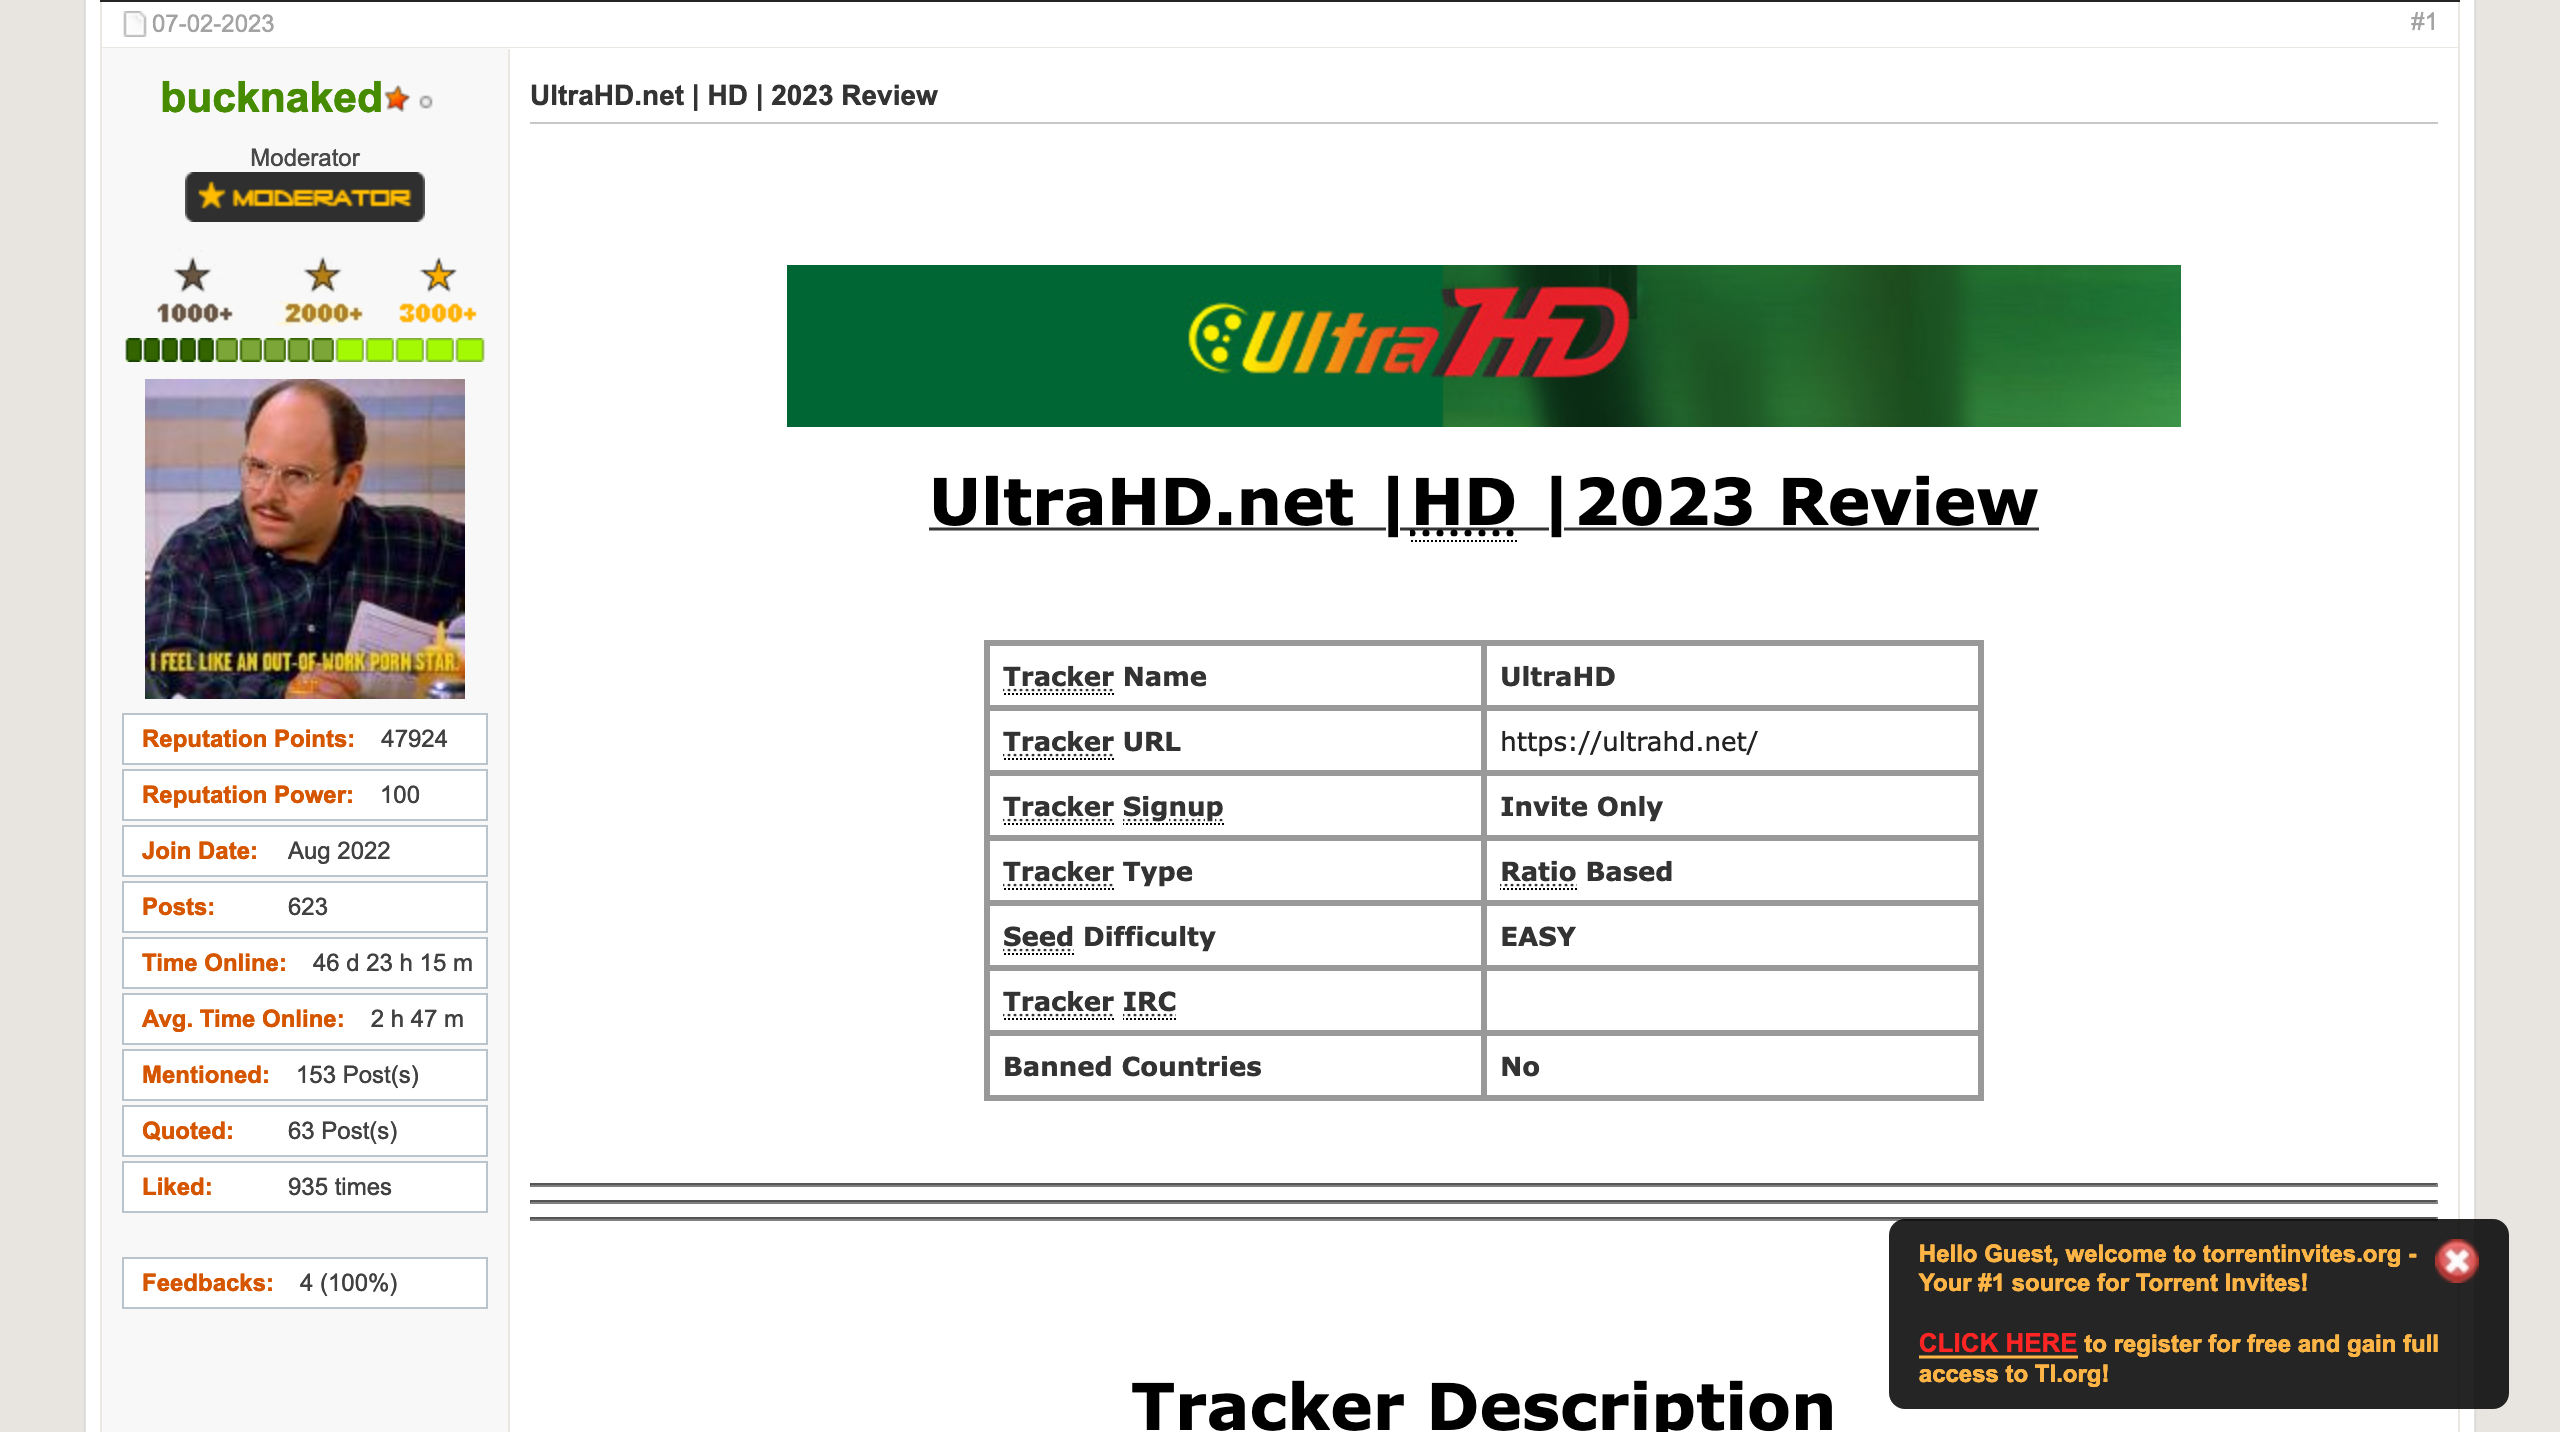 07-02-2023
#1
bucknaked
Moderator
MODERATOR
1000+ 2000+ 3000+
I FEEL LIKE AN OUT-OF-WORK PORN STAR.
Reputation Points: 47924
Reputation Power: 100
Join Date: Aug 2022
Posts: 623
Time Online: 46 d 23 h 15 m
Avg. Time Online: 2 h 47 m
Mentioned: 153 Post(s)
Quoted: 63 Post(s)
Liked: 935 times
Feedbacks: 4 (100%)
UltraHD.net | HD | 2023 Review
UltraHD
UltraHD.net |HD |2023 Review
Tracker Name UltraHD
Tracker URL https://ultrahd.net/
Tracker Signup Invite Only
Tracker Type Ratio Based
Seed Difficulty EASY
Tracker IRC
Banned Countries No
Tracker Description
Hello Guest, welcome to torrentinvites.org -
Your #1 source for Torrent Invites!
CLICK HERE to register for free and gain full
access to TI.org!